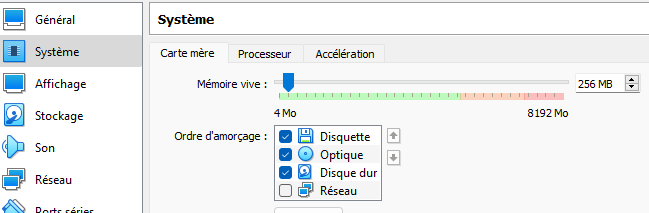 Général
Système
Affichage
Stockage
Son
Réseau
Ports séries
Système
Carte mère Processeur Accélération
Mémoire vive : 256 MB
4 Mo 8192 Mo
Ordre d'amorçage : Disquette
Optique
Disque dur
Réseau